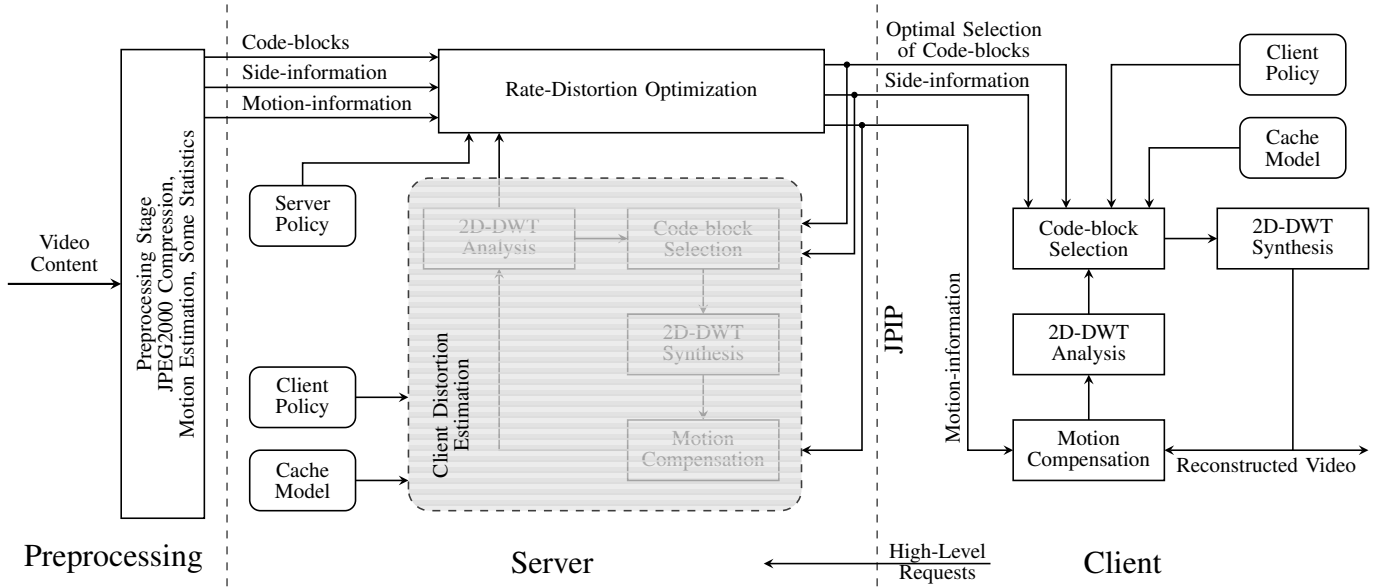 Code-blocks
Side-information
Motion-information
Rate-Distortion Optimization
Optimal Selection
of Code-blocks
Side-information
Client
Policy
Cache
Model
Server
Policy
2D-DWT
Analysis
Code-block
Selection
Code-block
Selection
2D-DWT
Synthesis
Video
Content
Preprocessing Stage
JPEG2000 Compression,
Motion Estimation, Some Statistics
2D-DWT
Synthesis
JPIP
Motion-information
2D-DWT
Analysis
Client
Policy
Client Distortion
Estimation
Motion
Compensation
Motion
Compensation
Reconstructed Video
Cache
Model
Preprocessing
Server
High-Level
Requests
Client